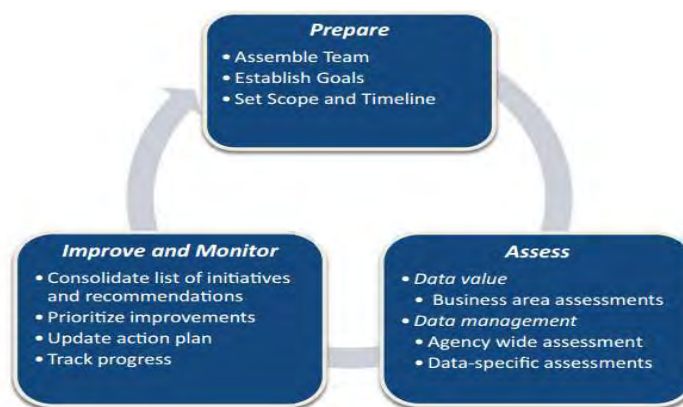 Prepare
• Assemble Team
• Establish Goals
• Set Scope and Timeline
Improve and Monitor
• Consolidate list of initiatives
and recommendations
• Prioritize improvements
• Update action plan
• Track progress
Assess
• Data value
• Business area assessments
• Data management
• Agency wide assessment
• Data-specific assessments